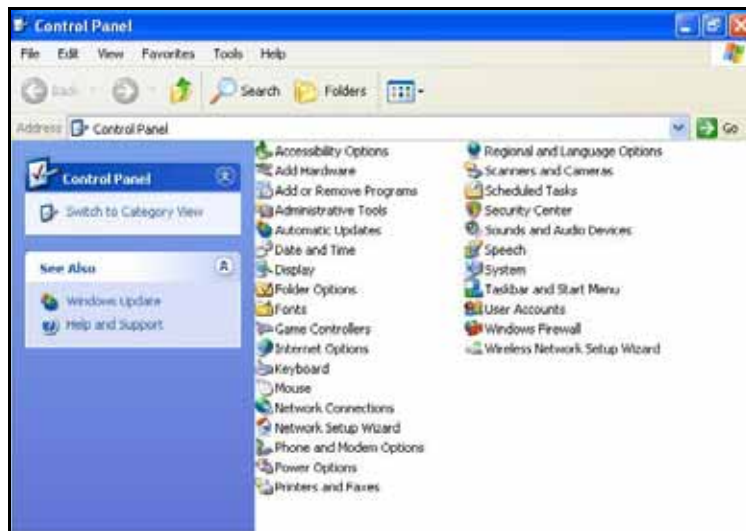 Control Panel
File Edit View Favorites Tools Help
Back Search Folders
Address Control Panel Go
Control Panel
Switch to Category View
See Also
Windows Update
Help and Support
Accessibility Options
Add Hardware
Add or Remove Programs
Administrative Tools
Automatic Updates
Date and Time
Display
Folder Options
Fonts
Game Controllers
Internet Options
Keyboard
Mouse
Network Connections
Network Setup Wizard
Phone and Modem Options
Power Options
Printers and Faxes
Regional and Language Options
Scanners and Cameras
Scheduled Tasks
Security Center
Sounds and Audio Devices
Speech
System
Taskbar and Start Menu
User Accounts
Windows Firewall
Wireless Network Setup Wizard